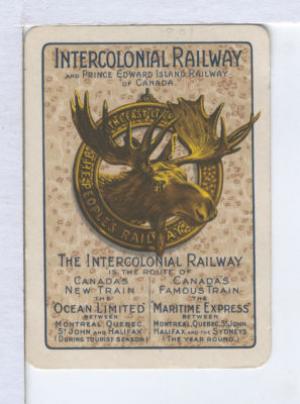 INTERCOLONIAL RAILWAY
AND PRINCE EDWARD ISLAND RAILWAY
OF CANADA.
PEOPLES RAILWAY
THE INTERCOLONIAL RAILWAY
IS THE ROUTE OF
CANADA'S CANADA'S
NEW TRAIN FAMOUS TRAIN
THE THE
"OCEAN LIMITED" "MARITIME EXPRESS"
BETWEEN BETWEEN
MONTREAL, QUEBEC, MONTREAL, QUEBEC, ST JOHN
ST JOHN AND HALIFAX HALIFAX AND THE SYDNEYS
(DURING TOURIST SEASON) (THE YEAR ROUND.)